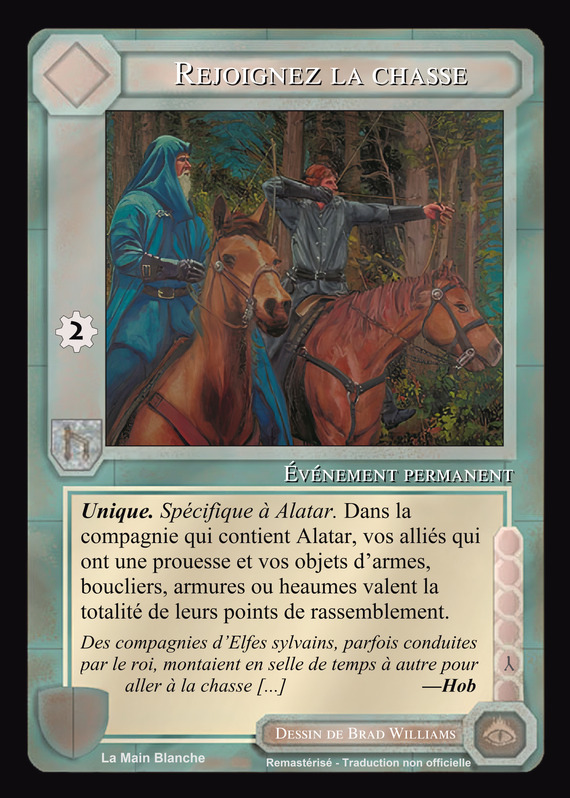 Rejoignez la chasse
2
Événement permanent
Unique. Spécifique à Alatar. Dans la
compagnie qui contient Alatar, vos alliés qui
ont une prouesse et vos objets d’armes,
boucliers, armures ou heaumes valent la
totalité de leurs points de rassemblement.
Des compagnies d’Elfes sylvains, parfois conduites
par le roi, montaient en selle de temps à autre pour
aller à la chasse [...] —Hob
Dessin de Brad Williams
La Main Blanche
Remastérisé - Traduction non officielle